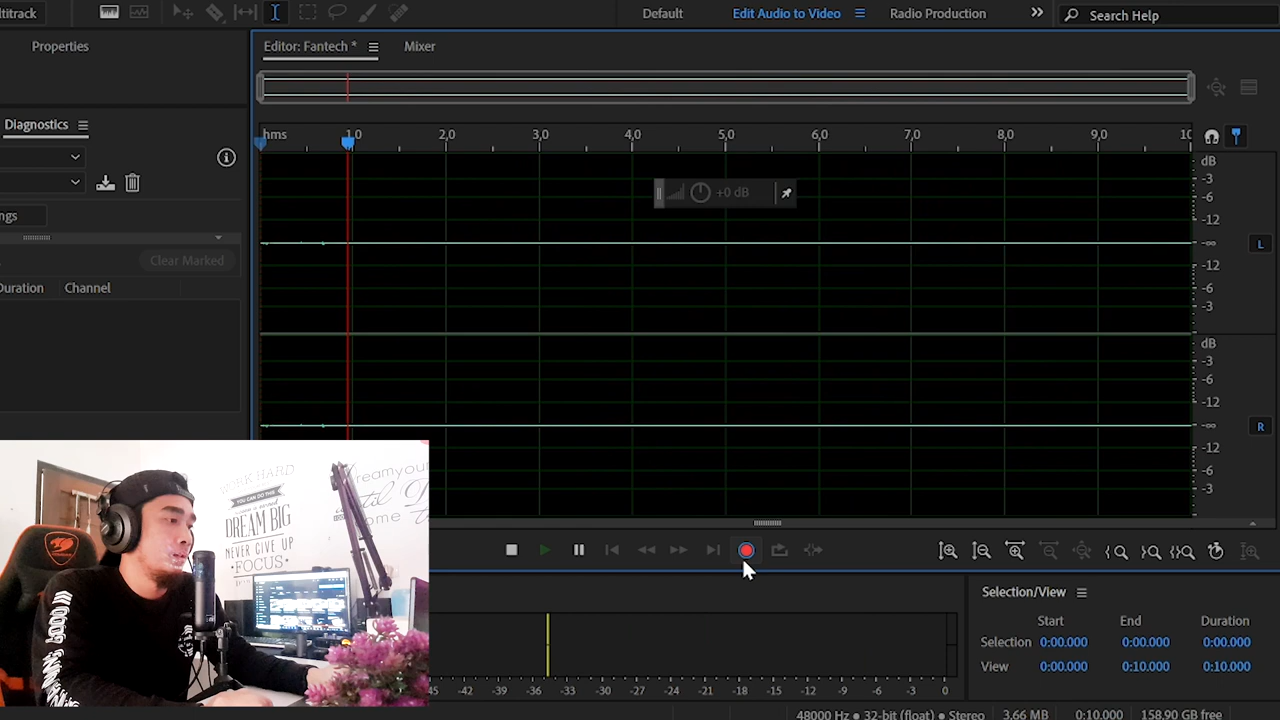 ltitrack
Default
Edit Audio to Video
Radio Production
Search Help
Properties
Editor: Fantech *
Mixer
Diagnostics
ngs
Clear Marked
Duration
Channel
hms
1,0
2,0
3,0
4,0
5,0
6,0
7,0
8,0
9,0
10
+0 dB
dB
-3
-6
-12
-∞
-12
-6
-3
L
dB
-3
-6
-12
-∞
-12
-6
-3
R
WORK HARD
YOU CAN DO THIS
DREAM BIG
NEVER GIVE UP
•FOCUS•
dreamyour
until
come
COUGAR
Selection/View
Start
End
Duration
Selection
0:00.000
0:00.000
0:00.000
View
0:00.000
0:10.000
0:10.000
-45
-42
-39
-36
-33
-30
-27
-24
-21
-18
-15
-12
-9
-6
-3
0
48000 Hz • 32-bit (float) • Stereo
3.66 MB
0:10.000
158.90 GB free